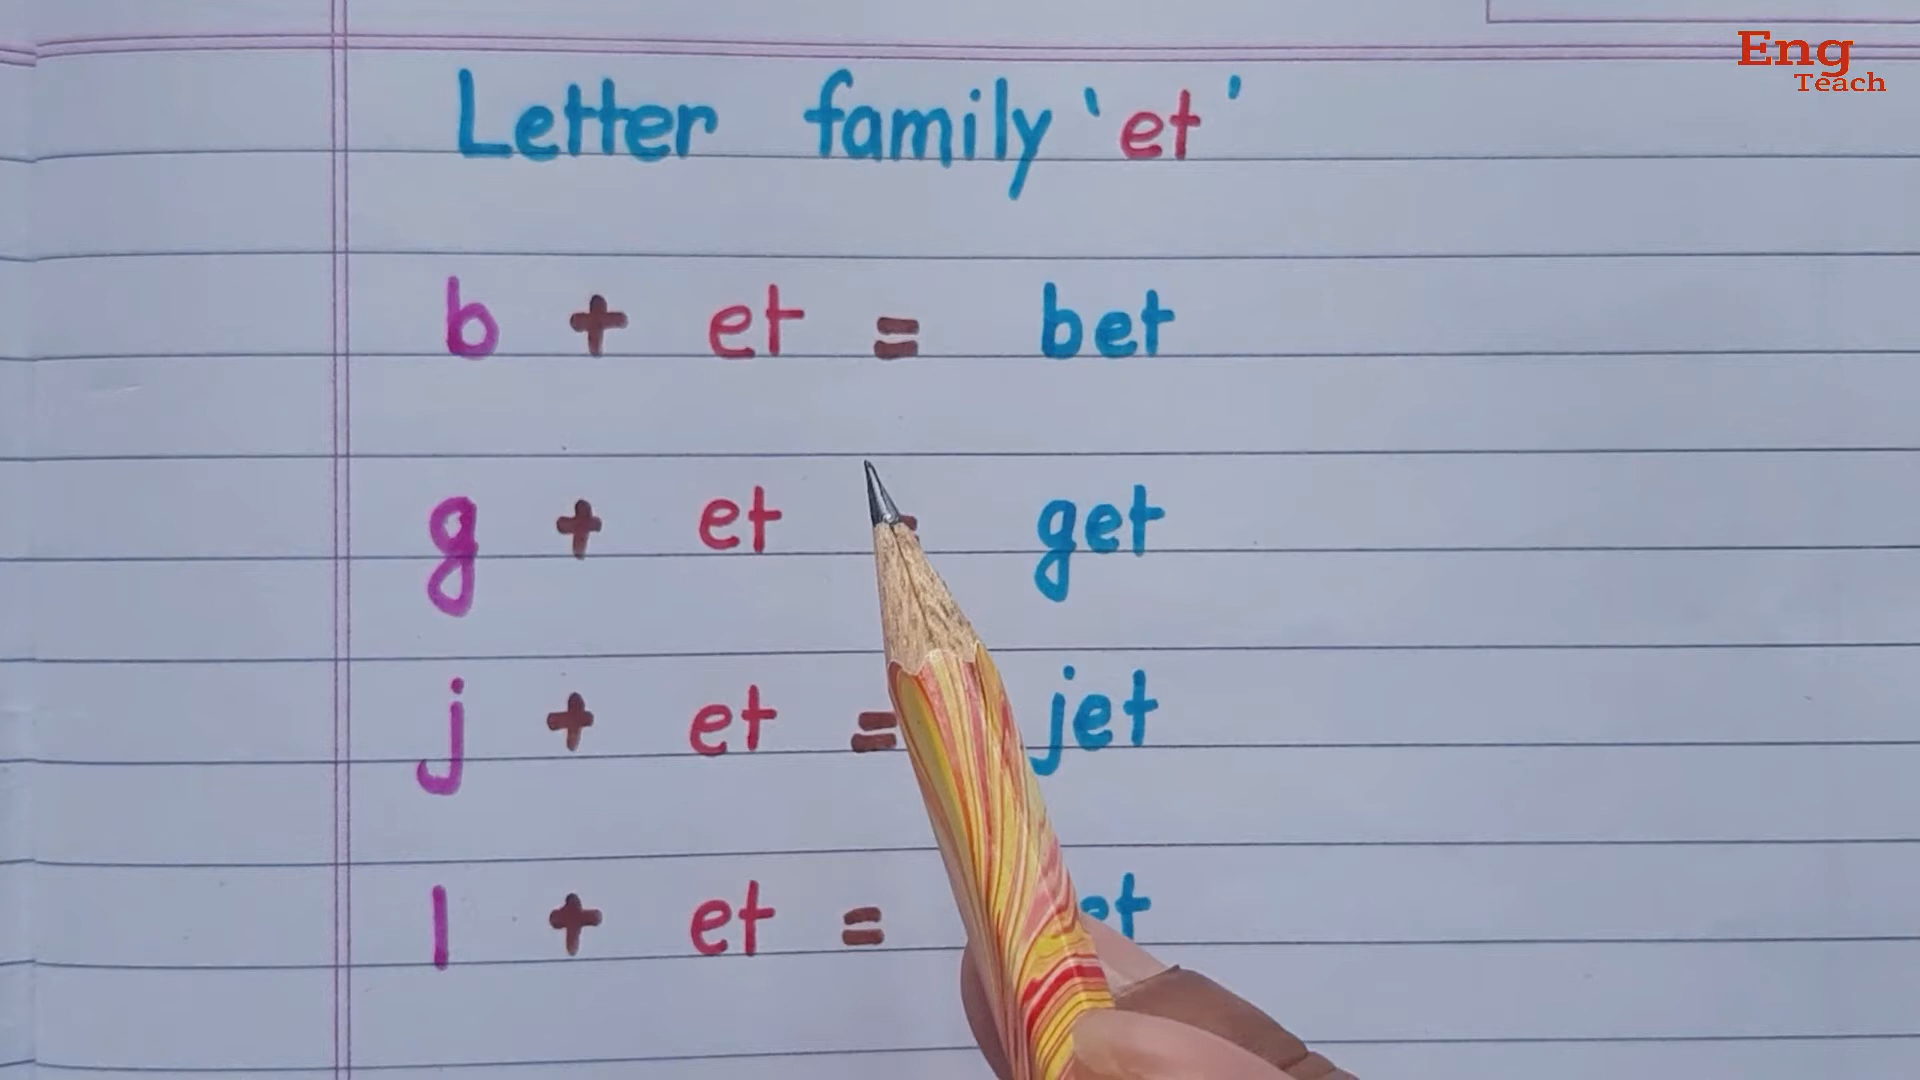 Eng
Teach
Letter family 'et'
b + et = bet
g + et = get
j + et = jet
l + et =